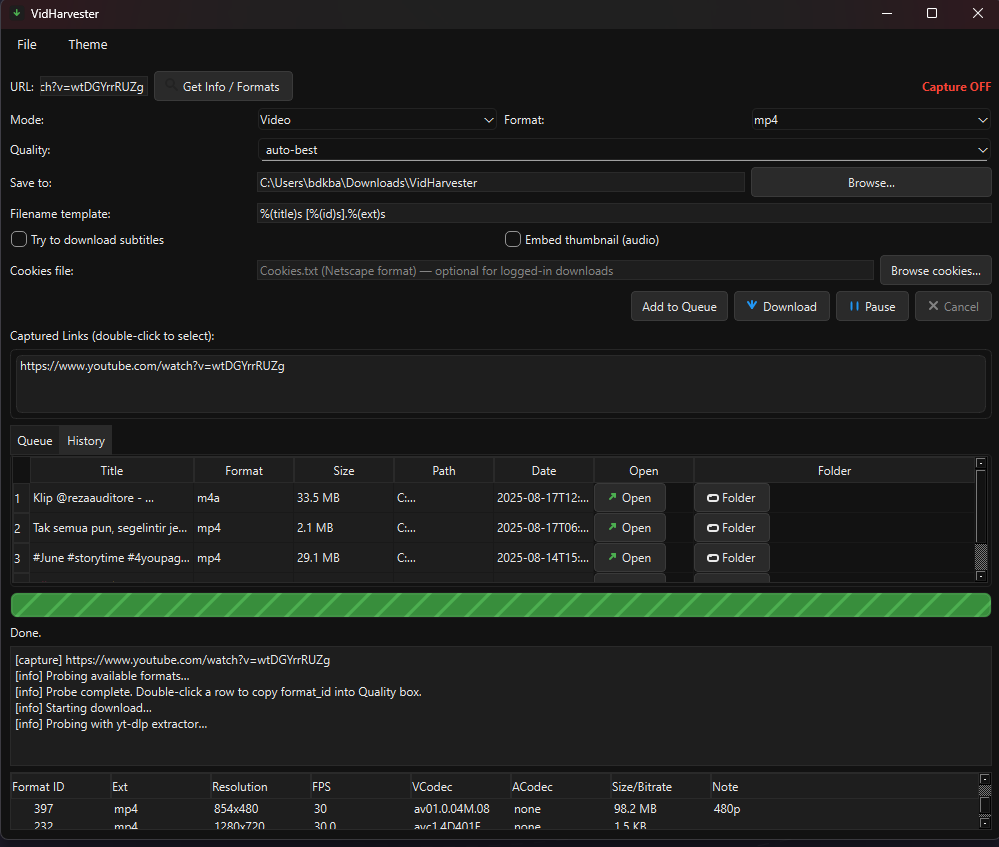 VidHarvester
File Theme
URL: ch?v=wtDGYrrRUZg Get Info / Formats Capture OFF
Mode: Video Format: mp4
Quality: auto-best
Save to: C:\Users\bdkba\Downloads\VidHarvester Browse...
Filename template: %(title)s [%(id)s].%(ext)s
Try to download subtitles Embed thumbnail (audio)
Cookies file: Cookies.txt (Netscape format) — optional for logged-in downloads Browse cookies...
Add to Queue Download Pause Cancel
Captured Links (double-click to select):
https://www.youtube.com/watch?v=wtDGYrrRUZg
Queue History
Title Format Size Path Date Open Folder
1 Klip @rezaauditore - ... m4a 33.5 MB C:... 2025-08-17T12:... Open Folder
2 Tak semua pun, segelintir je... mp4 2.1 MB C:... 2025-08-17T06:... Open Folder
3 #June #storytime #4youpag... mp4 29.1 MB C:... 2025-08-14T15:... Open Folder
Done.
[capture] https://www.youtube.com/watch?v=wtDGYrrRUZg
[info] Probing available formats...
[info] Probe complete. Double-click a row to copy format_id into Quality box.
[info] Starting download...
[info] Probing with yt-dlp extractor...
Format ID Ext Resolution FPS VCodec ACodec Size/Bitrate Note
397 mp4 854x480 30 av01.0.04M.08 none 98.2 MB 480p
232 mp4 1280x720 30.0 avc1.4D401F none 1.5 KB